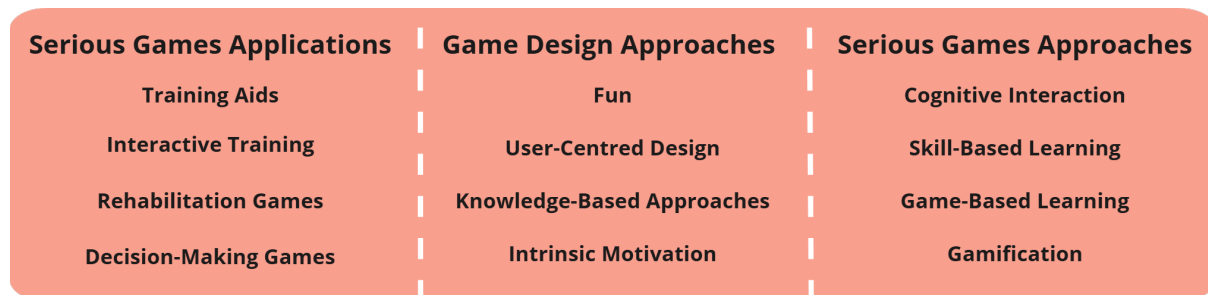 Serious Games Applications
Training Aids
Interactive Training
Rehabilitation Games
Decision-Making Games
Game Design Approaches
Fun
User-Centred Design
Knowledge-Based Approaches
Intrinsic Motivation
Serious Games Approaches
Cognitive Interaction
Skill-Based Learning
Game-Based Learning
Gamification